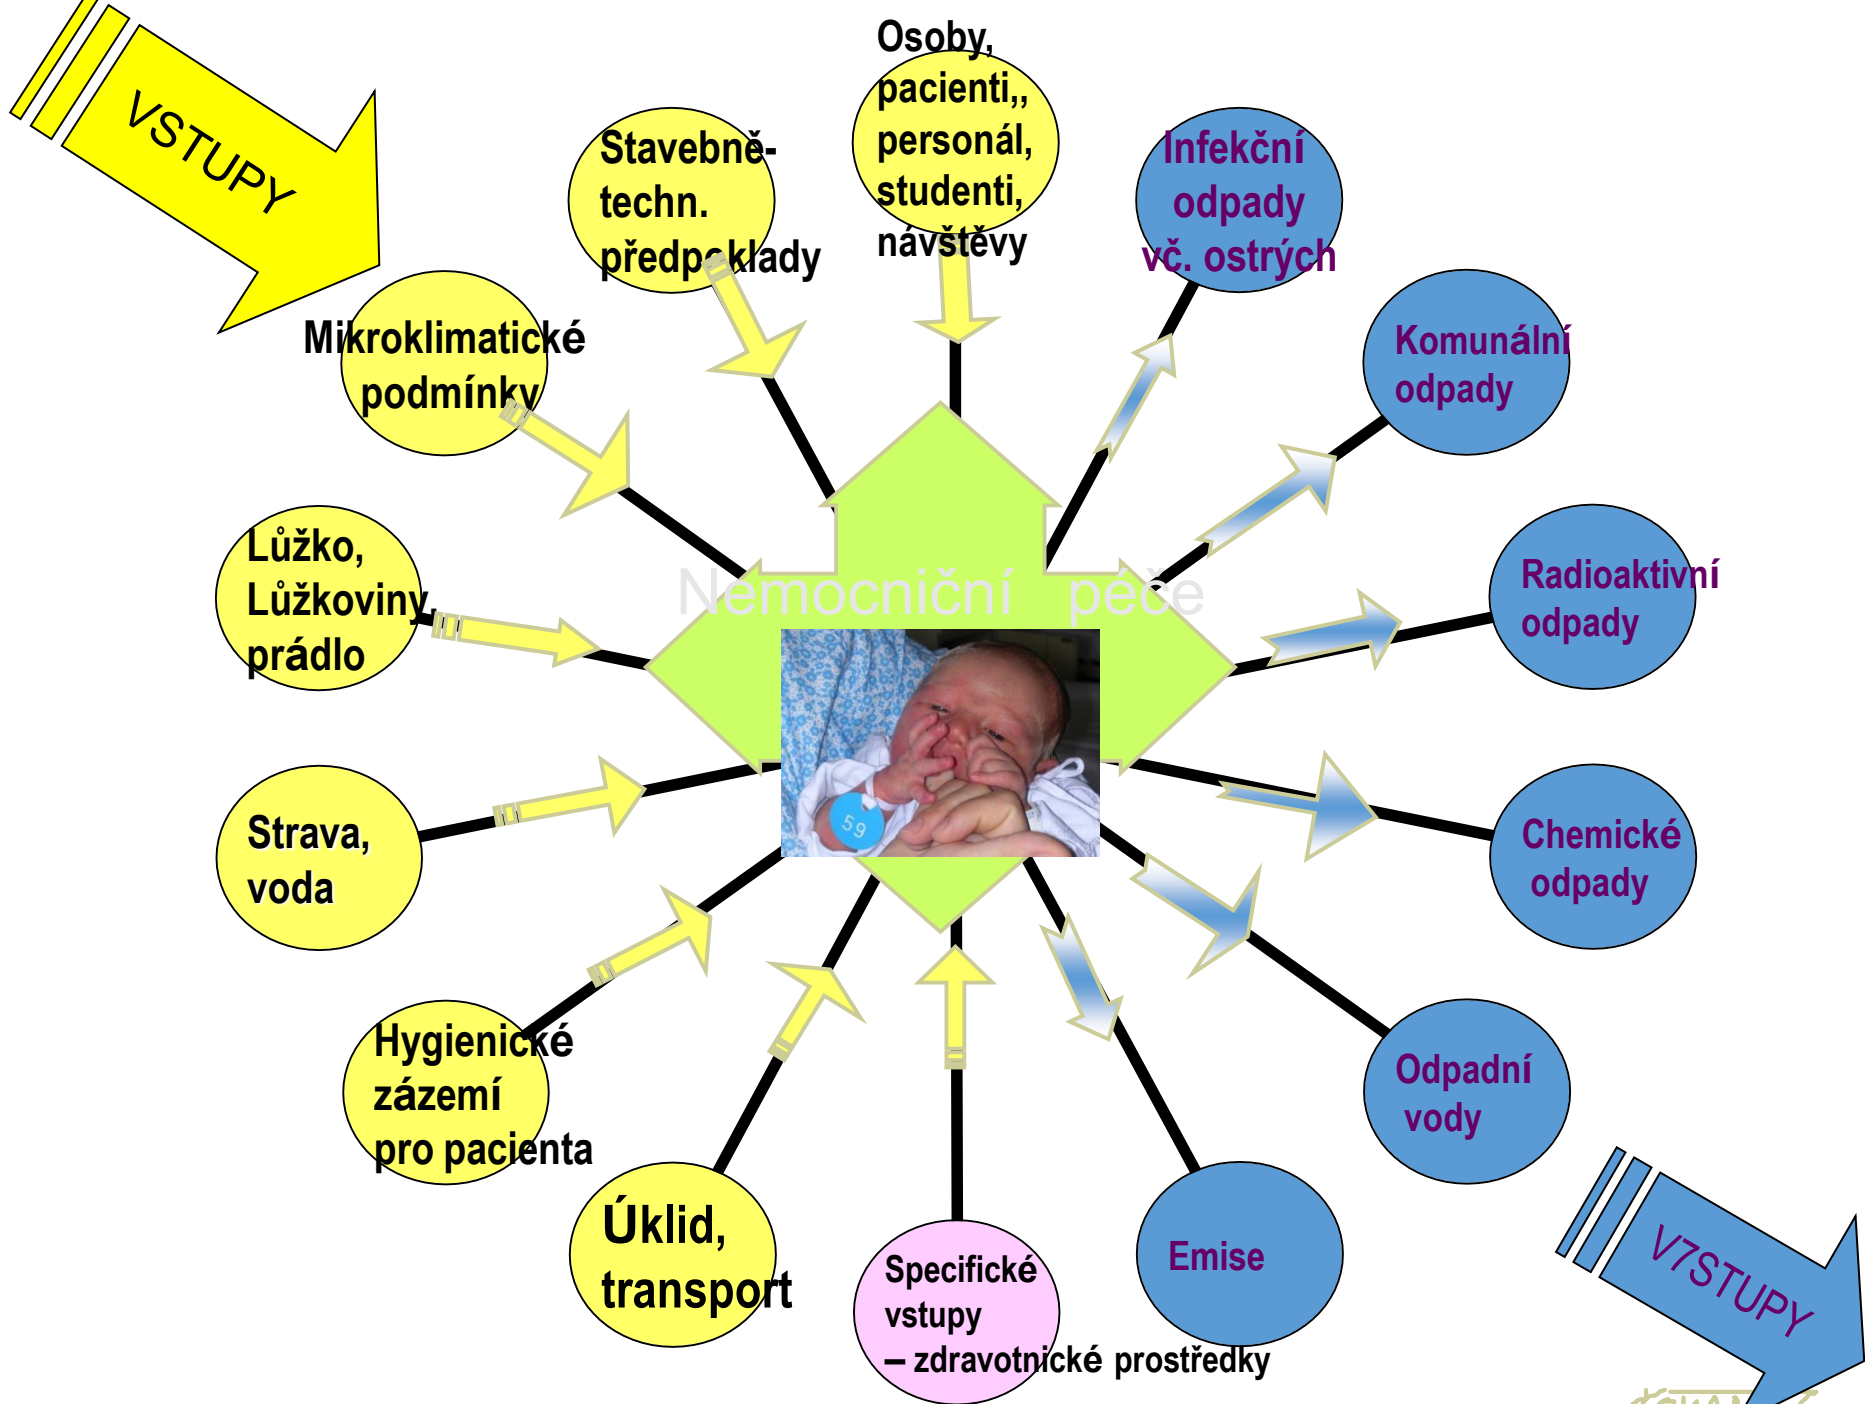 VSTUPY
Osoby,
pacienti,,
personál,
studenti,
návštěvy
Stavebně-
techn.
předpoklady
Infekční
odpady
vč. ostrých
Mikroklimatické
podmínky
Komunální
odpady
Lůžko,
Lůžkoviny,
prádlo
Radioaktivní
odpady
Nemocniční péče
59
Strava,
voda
Chemické
odpady
Hygienické
zázemí
pro pacienta
Odpadní
vody
Úklid,
transport
Specifické
vstupy
– zdravotnické prostředky
Emise
V7STUPY